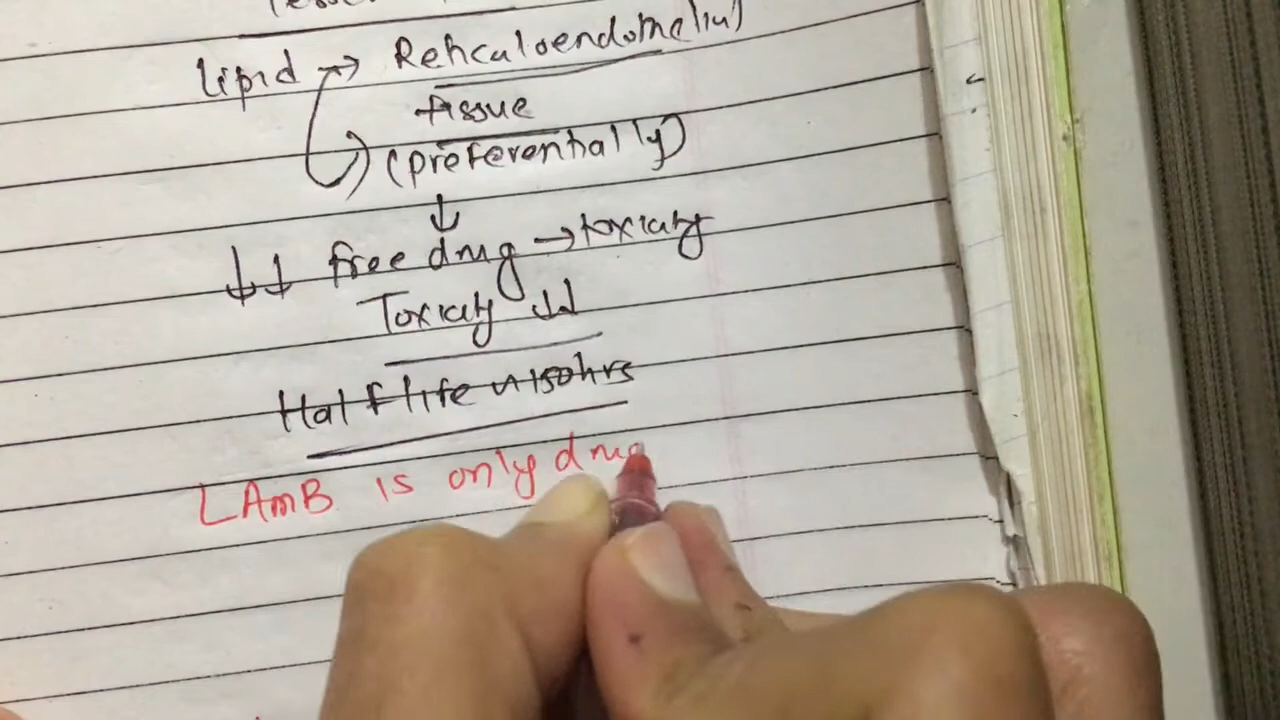 Lipid → Reticuloendothelial
tissue
(preferentially)
↓
↓↓ free drug → toxicity
Toxicity ↓↓
Half life ~ 150hrs
LAmB is only drug